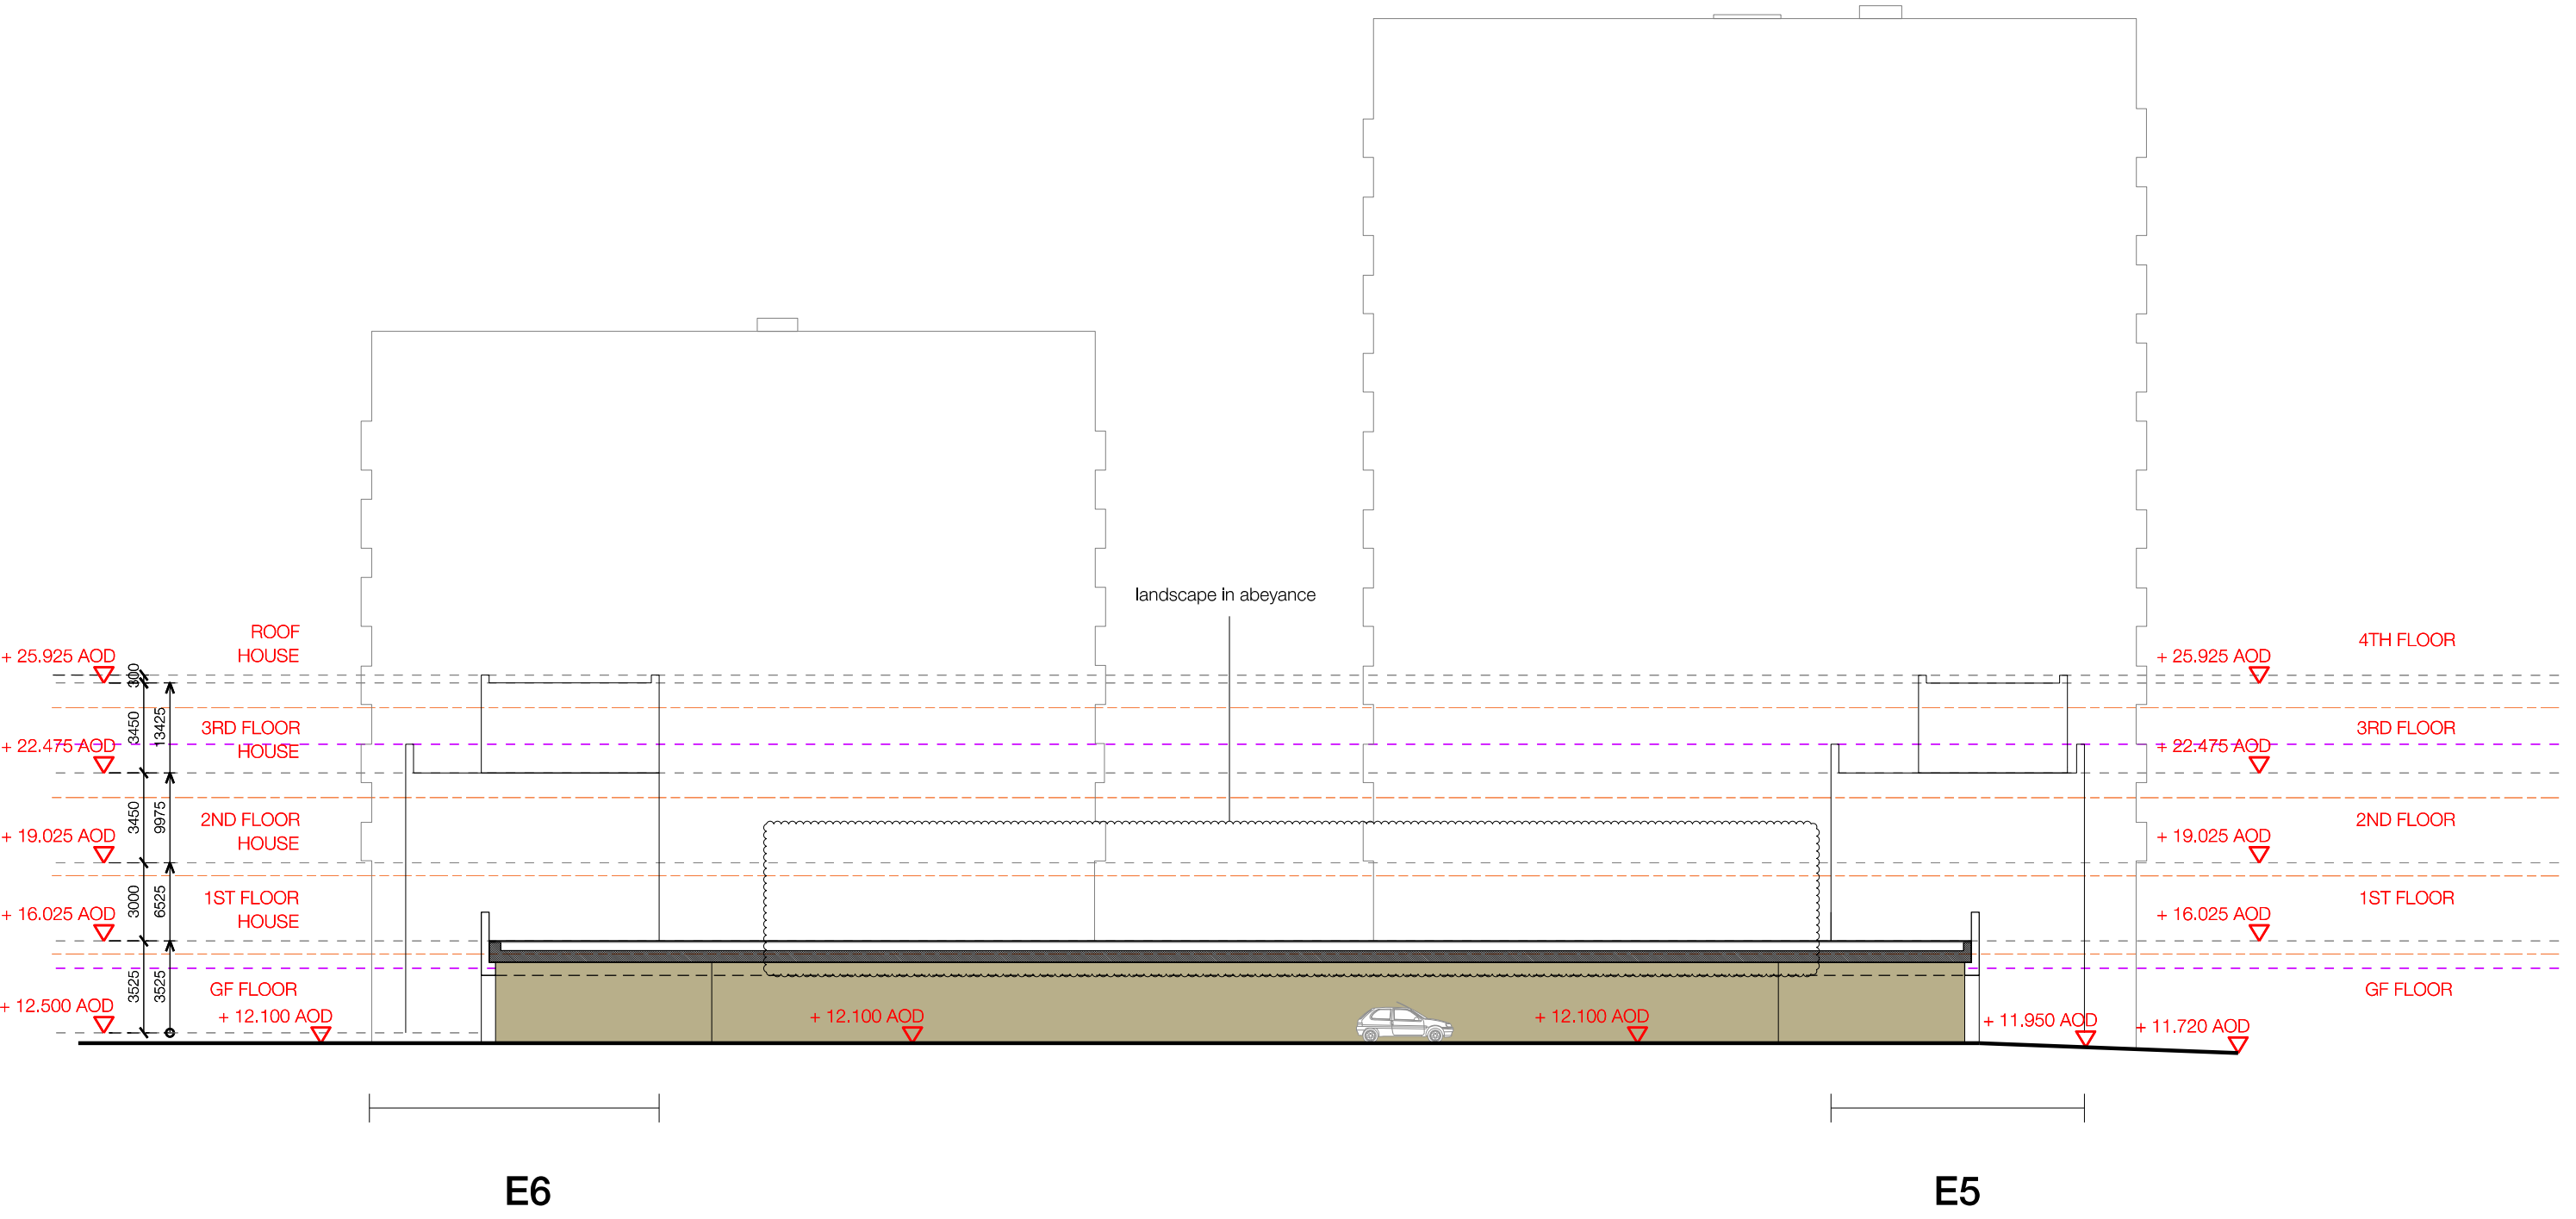 landscape in abeyance
ROOF
HOUSE
4TH FLOOR
+ 25.925 AOD
+ 25.925 AOD
300
3RD FLOOR
HOUSE
3RD FLOOR
3450
13425
+ 22.475 AOD
+ 22.475 AOD
2ND FLOOR
HOUSE
2ND FLOOR
3450
9975
+ 19.025 AOD
+ 19.025 AOD
1ST FLOOR
HOUSE
1ST FLOOR
3000
6525
+ 16.025 AOD
+ 16.025 AOD
GF FLOOR
GF FLOOR
3525
3525
+ 12.500 AOD
+ 12.100 AOD
+ 12.100 AOD
+ 12.100 AOD
+ 11.950 AOD
+ 11.720 AOD
E6
E5